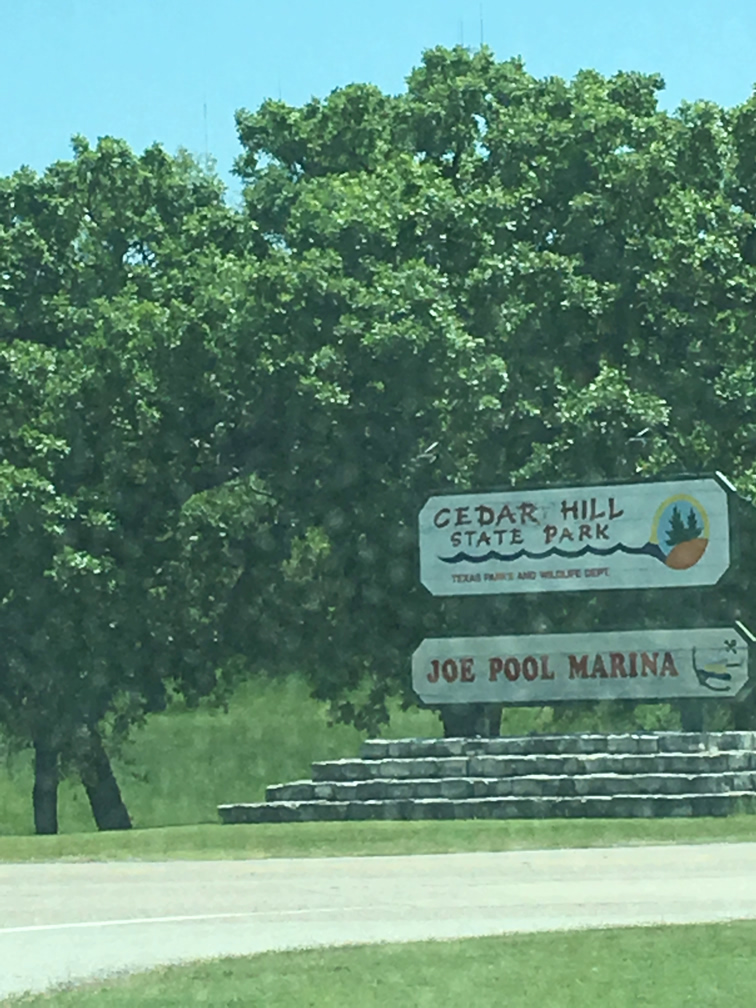 CEDAR HILL
STATE PARK
TEXAS PARKS AND WILDLIFE DEPT.
JOE POOL MARINA